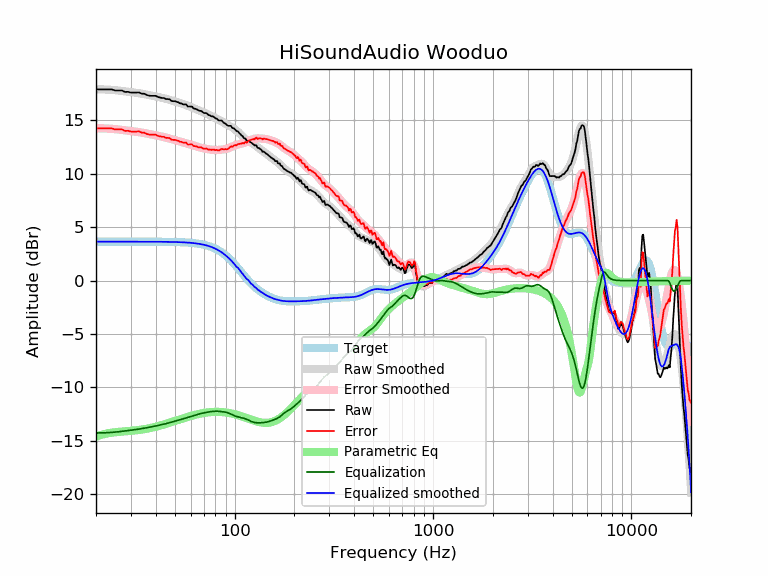 HiSoundAudio Wooduo
Amplitude (dBr)
15
10
5
0
−5
−10
−15
−20
Target
Raw Smoothed
Error Smoothed
Raw
Error
Parametric Eq
Equalization
Equalized smoothed
100
1000
10000
Frequency (Hz)